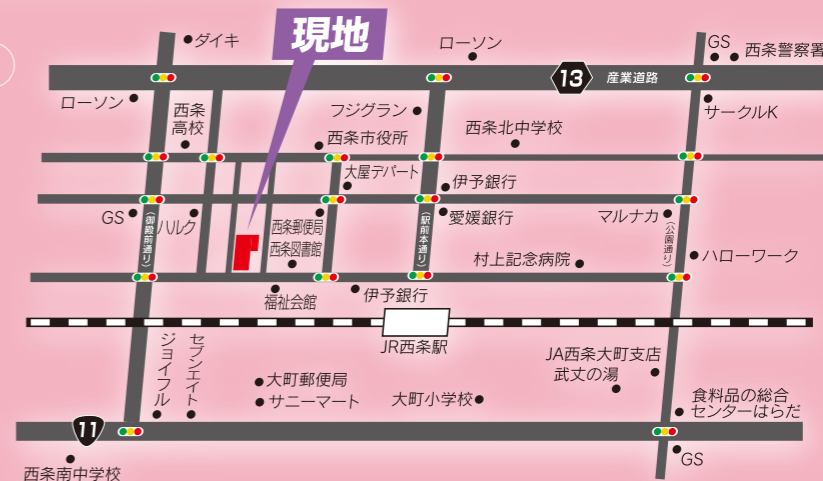 ダイキ
現地
ローソン
GS
西条警察署
13
産業道路
ローソン
西条
高校
フジグラン
西条北中学校
サークルK
西条市役所
大屋デパート
伊予銀行
GS
(御殿前通り)
ハルク
西条郵便局
西条図書館
(駅前本通り)
愛媛銀行
マルナカ
(公園通り)
村上記念病院
ハローワーク
福祉会館
伊予銀行
JR西条駅
ジョイフル
セブンエイト
大町郵便局
サニーマート
大町小学校
JA西条大町支店
武丈の湯
食料品の総合
センターはらだ
11
GS
西条南中学校